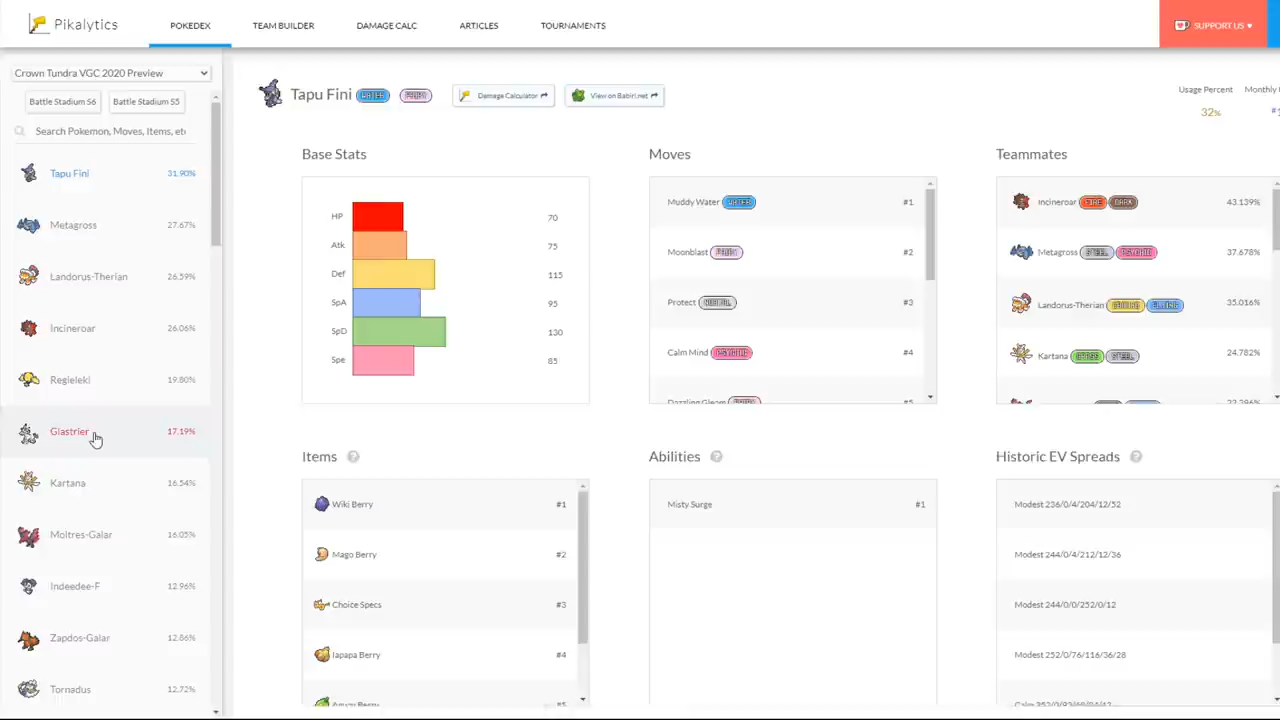 Pikalytics
POKEDEX
TEAM BUILDER
DAMAGE CALC
ARTICLES
TOURNAMENTS
SUPPORT US ♥
Crown Tundra VGC 2020 Preview
Battle Stadium S6
Battle Stadium S5
Search Pokemon, Moves, Items, etc
Tapu Fini 31.90%
Metagross 27.67%
Landorus-Therian 26.59%
Incineroar 26.06%
Regieleki 19.80%
Glastrier 17.19%
Kartana 16.54%
Moltres-Galar 16.05%
Indeedee-F 12.96%
Zapdos-Galar 12.86%
Tornadus 12.72%
Tapu Fini WATER FAIRY
Damage Calculator
View on Babiri.net
Usage Percent
32%
Monthly
#1
Base Stats
HP 70
Atk 75
Def 115
SpA 95
SpD 130
Spe 85
Moves
Muddy Water WATER #1
Moonblast FAIRY #2
Protect NORMAL #3
Calm Mind PSYCHIC #4
Dazzling Gleam FAIRY #5
Teammates
Incineroar FIRE DARK 43.139%
Metagross STEEL PSYCHIC 37.678%
Landorus-Therian GROUND FLYING 35.016%
Kartana GRASS STEEL 24.782%
Items ?
Wiki Berry #1
Mago Berry #2
Choice Specs #3
Iapapa Berry #4
Aguav Berry #5
Abilities ?
Misty Surge #1
Historic EV Spreads ?
Modest 236/0/4/204/12/52
Modest 244/0/4/212/12/36
Modest 244/0/0/252/0/12
Modest 252/0/76/116/36/28